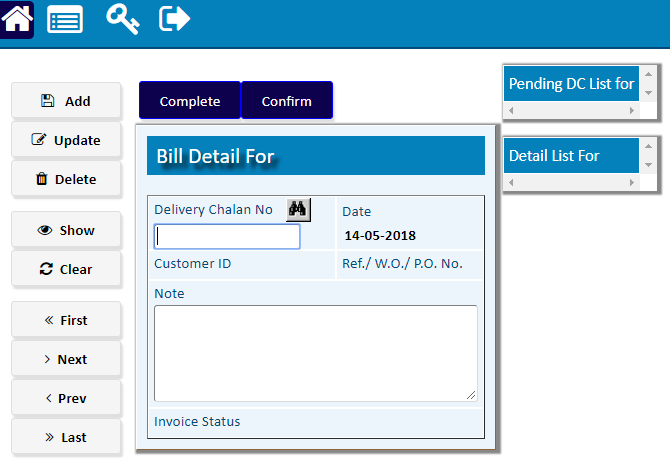 Add
Update
Delete
Show
Clear
First
Next
Prev
Last
Complete
Confirm
Bill Detail For
Delivery Chalan No
Date
14-05-2018
Customer ID
Ref./ W.O./ P.O. No.
Note
Invoice Status
Pending DC List for
Detail List For